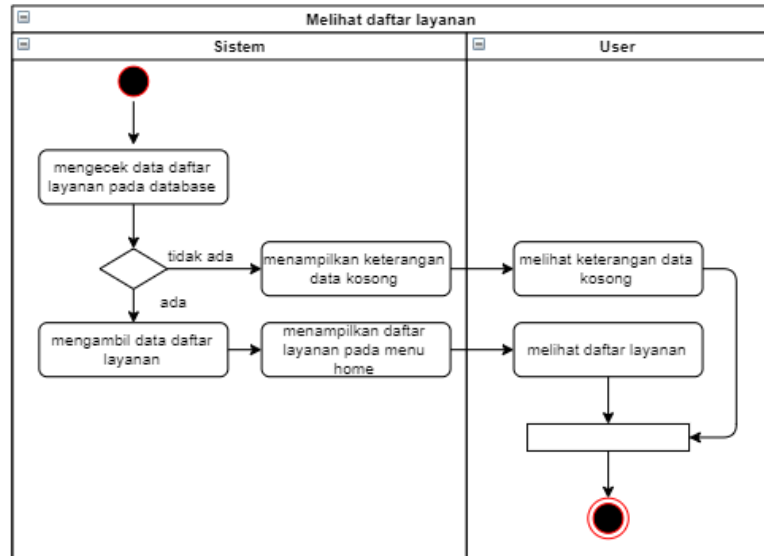 Melihat daftar layanan
Sistem
User
mengecek data daftar
layanan pada database
tidak ada
menampilkan keterangan
data kosong
melihat keterangan data
kosong
ada
mengambil data daftar
layanan
menampilkan daftar
layanan pada menu
home
melihat daftar layanan